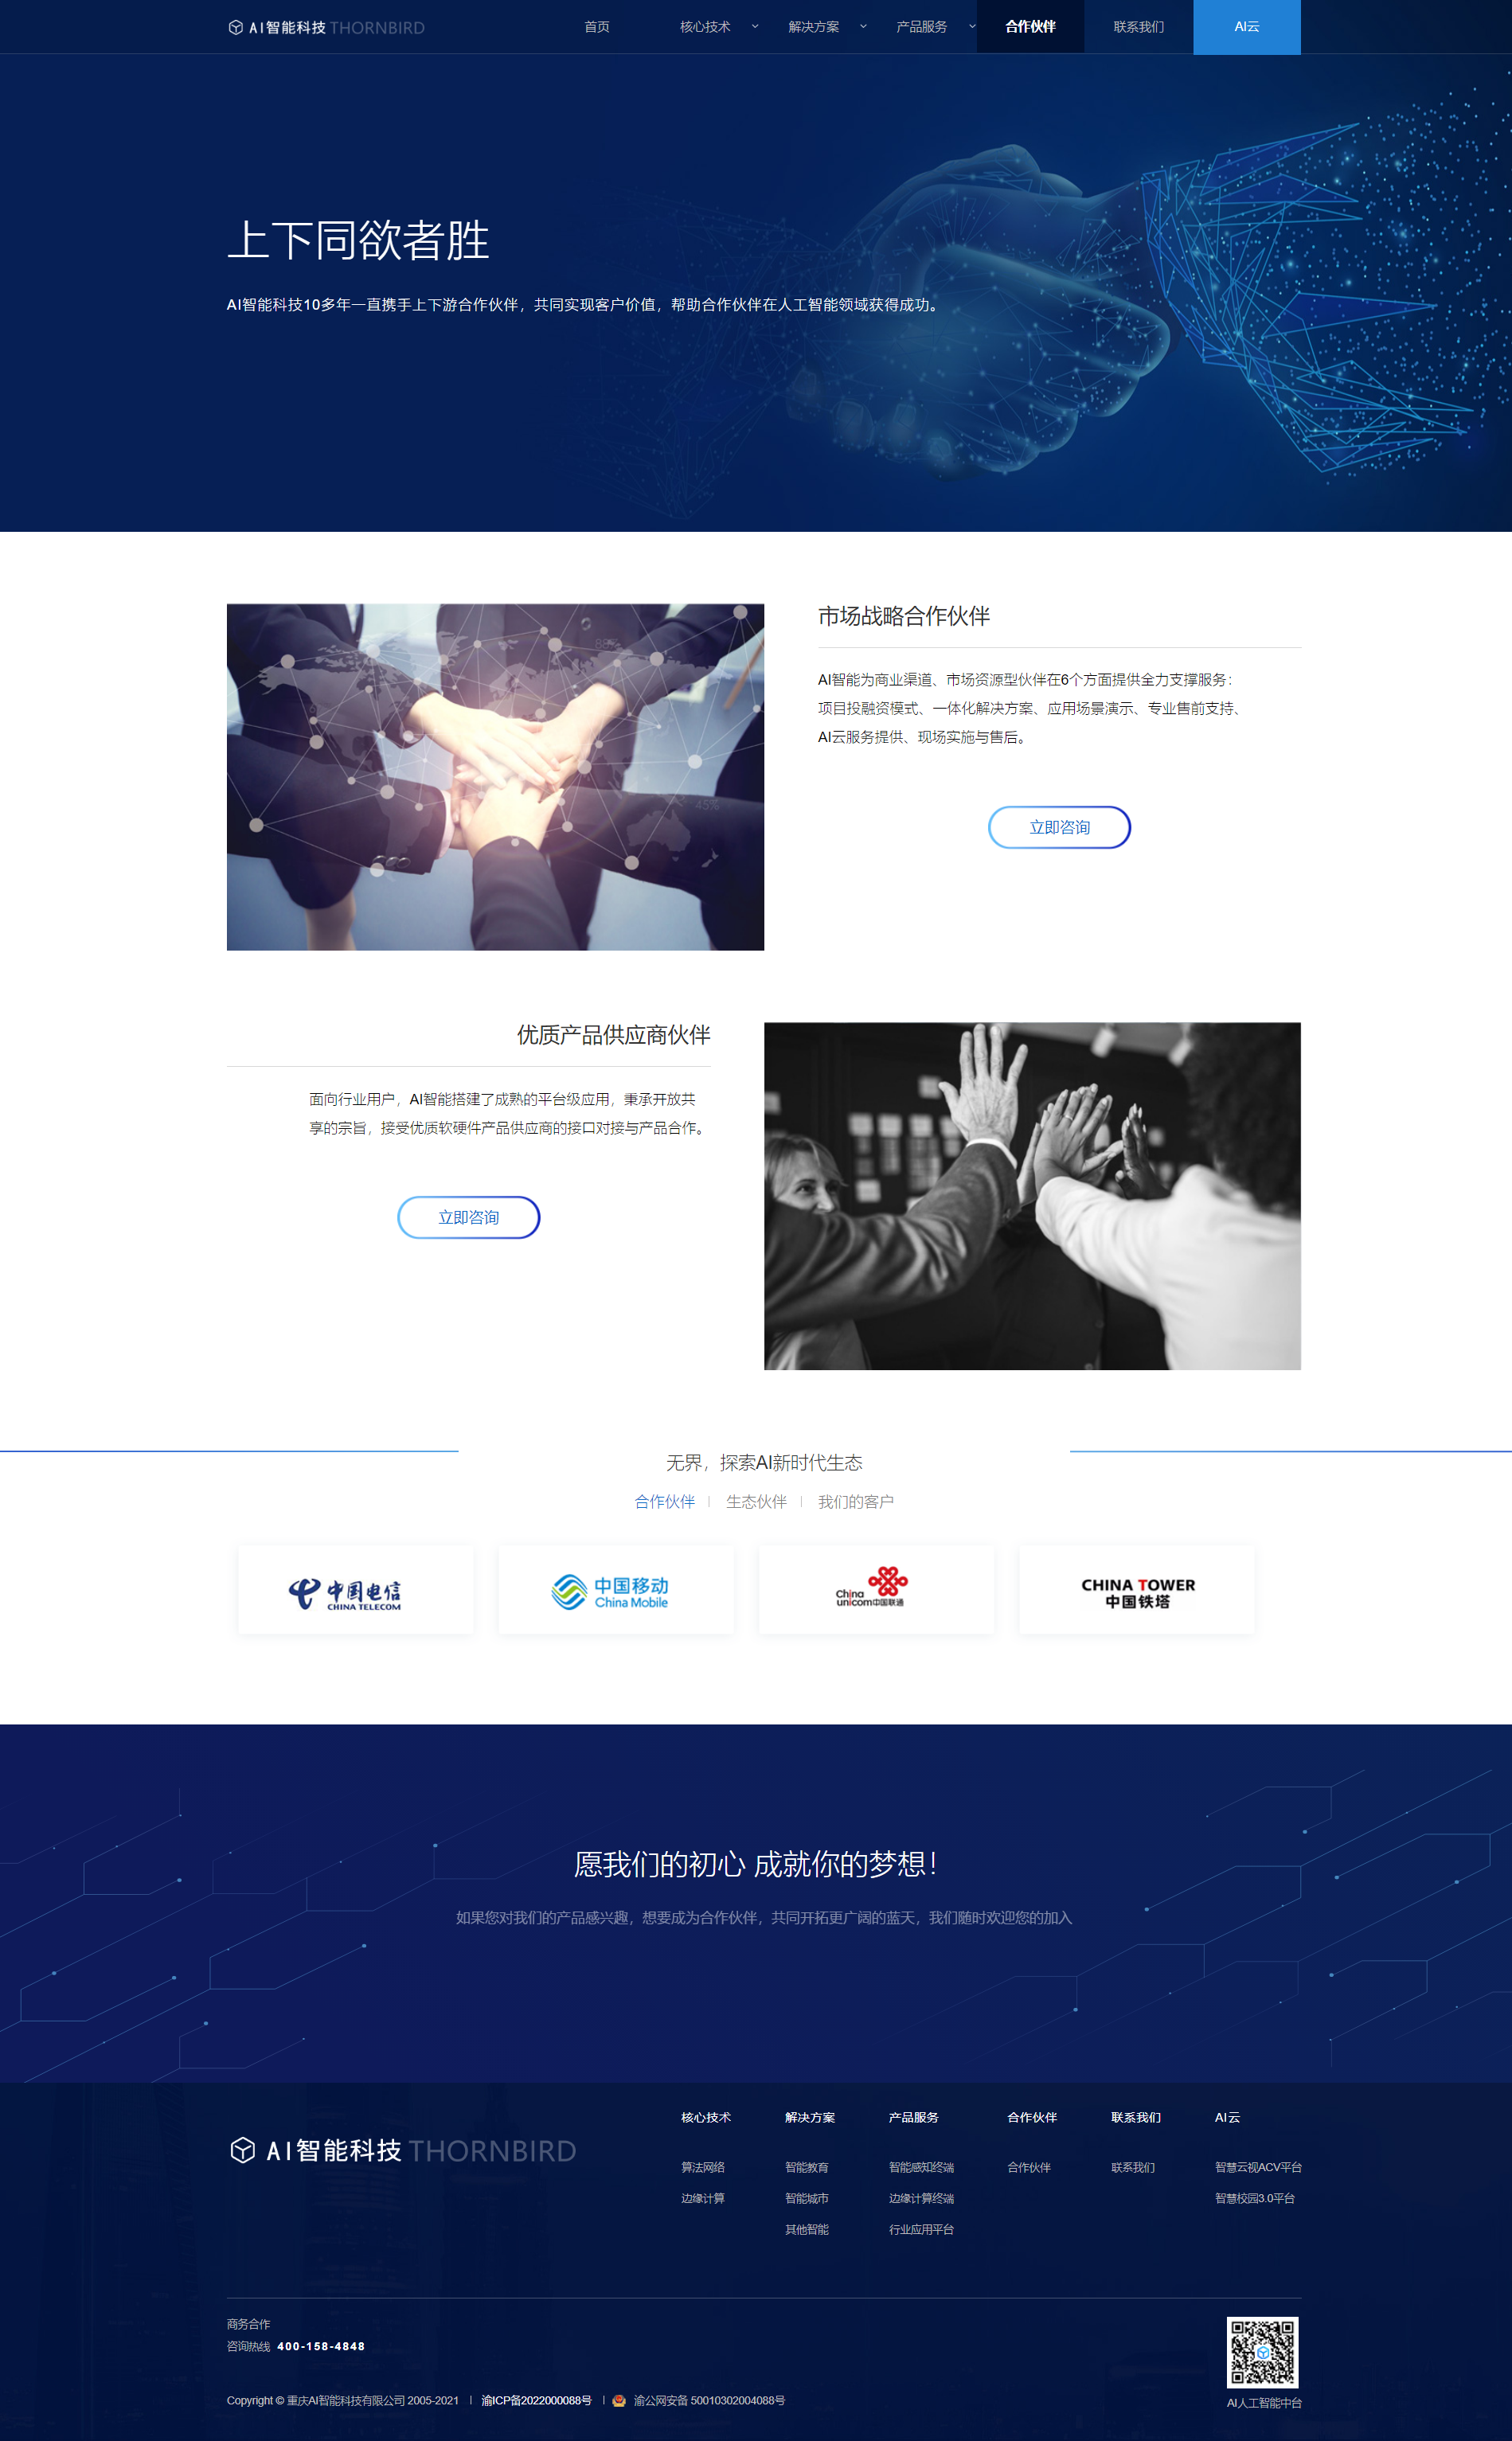 AI智能科技 THORNBIRD
首页
核心技术
解决方案
产品服务
合作伙伴
联系我们
AI云
上下同欲者胜
AI智能科技10多年一直携手上下游合作伙伴，共同实现客户价值，帮助合作伙伴在人工智能领域获得成功。
88%
45%
市场战略合作伙伴
AI智能为商业渠道、市场资源型伙伴在6个方面提供全力支撑服务：
项目投融资模式、一体化解决方案、应用场景演示、专业售前支持、
AI云服务提供、现场实施与售后。
立即咨询
优质产品供应商伙伴
面向行业用户，AI智能搭建了成熟的平台级应用，秉承开放共
享的宗旨，接受优质软硬件产品供应商的接口对接与产品合作。
立即咨询
无界，探索AI新时代生态
合作伙伴 | 生态伙伴 | 我们的客户
中国电信
CHINA TELECOM
中国移动
China Mobile
China
unicom中国联通
CHINA TOWER
中国铁塔
愿我们的初心 成就你的梦想！
如果您对我们的产品感兴趣，想要成为合作伙伴，共同开拓更广阔的蓝天，我们随时欢迎您的加入
AI智能科技 THORNBIRD
核心技术
算法网络
边缘计算
解决方案
智能教育
智能城市
其他智能
产品服务
智能感知终端
边缘计算终端
行业应用平台
合作伙伴
合作伙伴
联系我们
联系我们
AI云
智慧云视ACV平台
智慧校园3.0平台
商务合作
咨询热线 400-158-4848
Copyright © 重庆AI智能科技有限公司 2005-2021 | 渝ICP备2022000088号 | 渝公网安备 50010302004088号
AI人工智能中台